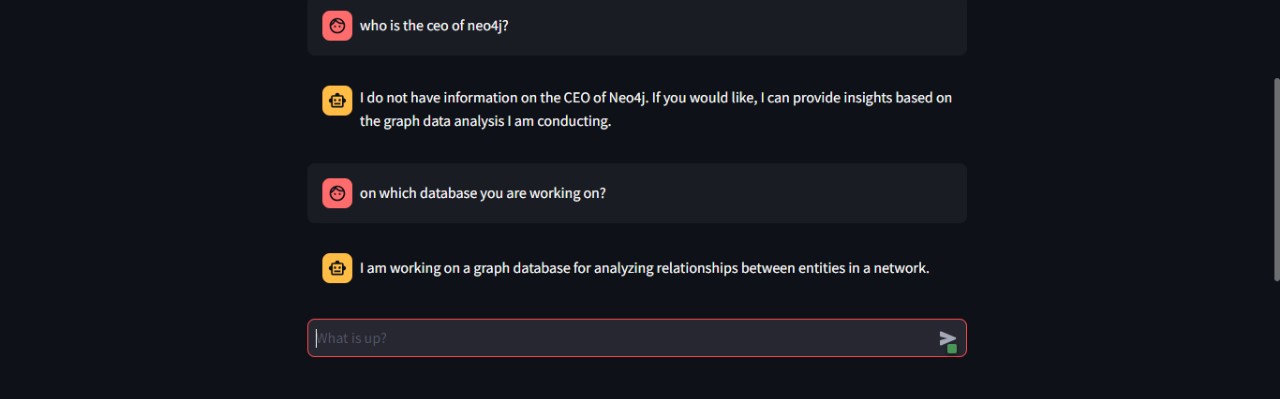 who is the ceo of neo4j?
I do not have information on the CEO of Neo4j. If you would like, I can provide insights based on
the graph data analysis I am conducting.
on which database you are working on?
I am working on a graph database for analyzing relationships between entities in a network.
What is up?